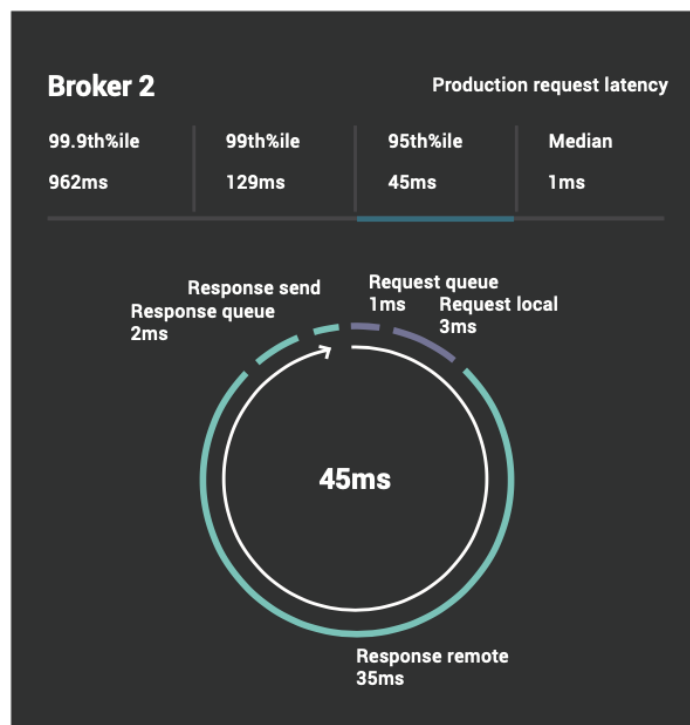 Broker 2
Production request latency
99.9th%ile
99th%ile
95th%ile
Median
962ms
129ms
45ms
1ms
Response send
Response queue
2ms
Request queue
1ms
Request local
3ms
45ms
Response remote
35ms